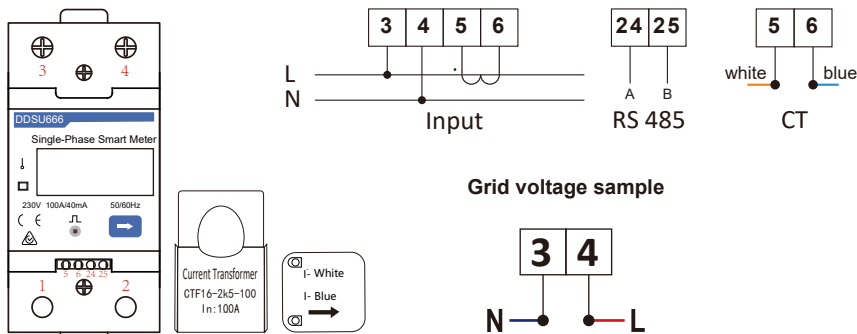 3 4
DDSU666
Single-Phase Smart Meter
230V 100A/40mA 50/60Hz
5 6 24 25
1 2
Current Transformer
CTF16-2k5-100
In:100A
I- White
I- Blue
3 4 5 6
L
N
Input
24 25
A B
RS 485
5 6
white blue
CT
Grid voltage sample
3 4
N L